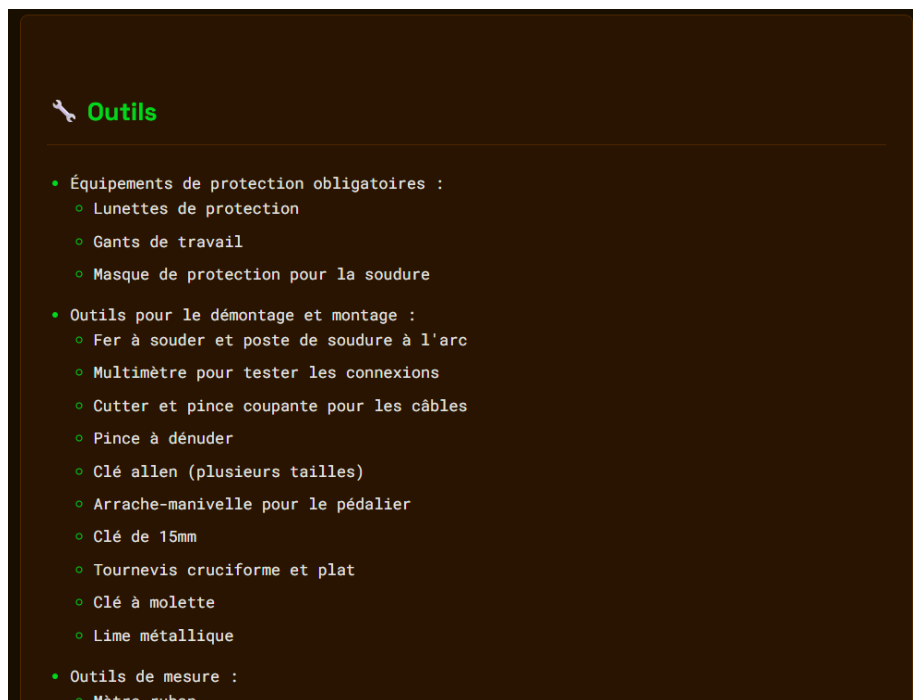 Outils
Équipements de protection obligatoires :
Lunettes de protection
Gants de travail
Masque de protection pour la soudure
Outils pour le démontage et montage :
Fer à souder et poste de soudure à l'arc
Multimètre pour tester les connexions
Cutter et pince coupante pour les câbles
Pince à dénuder
Clé allen (plusieurs tailles)
Arrache-manivelle pour le pédalier
Clé de 15mm
Tournevis cruciforme et plat
Clé à molette
Lime métallique
Outils de mesure :
Mètre ruban